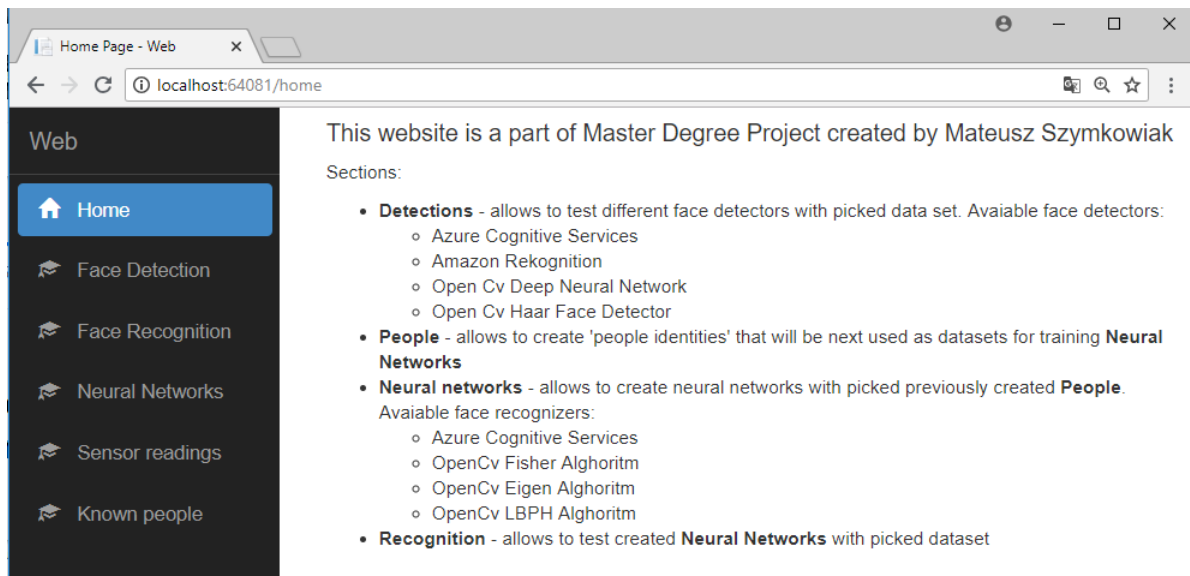 Home Page - Web
localhost:64081/home
Web
Home
Face Detection
Face Recognition
Neural Networks
Sensor readings
Known people
This website is a part of Master Degree Project created by Mateusz Szymkowiak
Sections:
Detections - allows to test different face detectors with picked data set. Avaiable face detectors:
Azure Cognitive Services
Amazon Rekognition
Open Cv Deep Neural Network
Open Cv Haar Face Detector
People - allows to create 'people identities' that will be next used as datasets for training Neural
Networks
Neural networks - allows to create neural networks with picked previously created People.
Avaiable face recognizers:
Azure Cognitive Services
OpenCv Fisher Alghoritm
OpenCv Eigen Alghoritm
OpenCv LBPH Alghoritm
Recognition - allows to test created Neural Networks with picked dataset